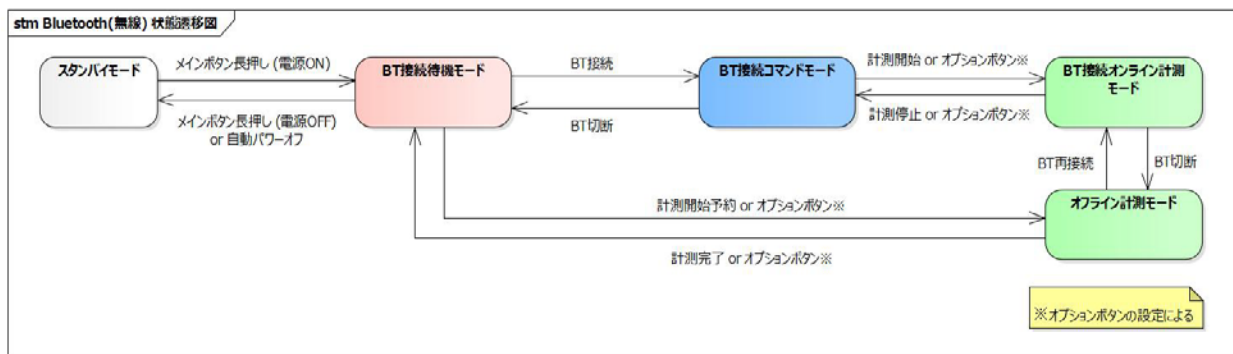 stm Bluetooth(無線) 状態遷移図
スタンバイモード
メインボタン長押し (電源ON)
メインボタン長押し (電源OFF)
or 自動パワーオフ
BT接続待機モード
BT接続
BT切断
BT接続コマンドモード
計測開始 or オプションボタン※
計測停止 or オプションボタン※
BT接続オンライン計測
モード
BT再接続
BT切断
オフライン計測モード
計測開始予約 or オプションボタン※
計測完了 or オプションボタン※
※オプションボタンの設定による